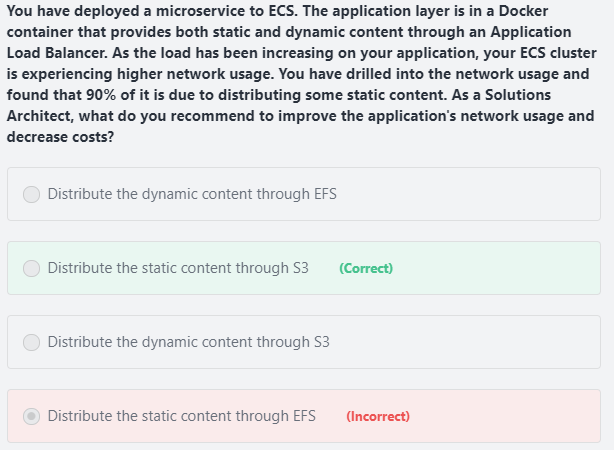 You have deployed a microservice to ECS. The application layer is in a Docker
container that provides both static and dynamic content through an Application
Load Balancer. As the load has been increasing on your application, your ECS cluster
is experiencing higher network usage. You have drilled into the network usage and
found that 90% of it is due to distributing some static content. As a Solutions
Architect, what do you recommend to improve the application's network usage and
decrease costs?
Distribute the dynamic content through EFS
Distribute the static content through S3 (Correct)
Distribute the dynamic content through S3
Distribute the static content through EFS (Incorrect)